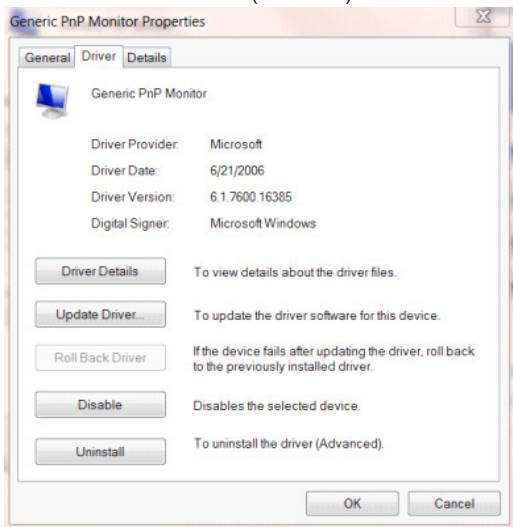 Generic PnP Monitor Properties
General Driver Details
Generic PnP Monitor
Driver Provider: Microsoft
Driver Date: 6/21/2006
Driver Version: 6.1.7600.16385
Digital Signer: Microsoft Windows
Driver Details To view details about the driver files.
Update Driver... To update the driver software for this device.
Roll Back Driver If the device fails after updating the driver, roll back
to the previously installed driver.
Disable Disables the selected device.
Uninstall To uninstall the driver (Advanced).
OK Cancel